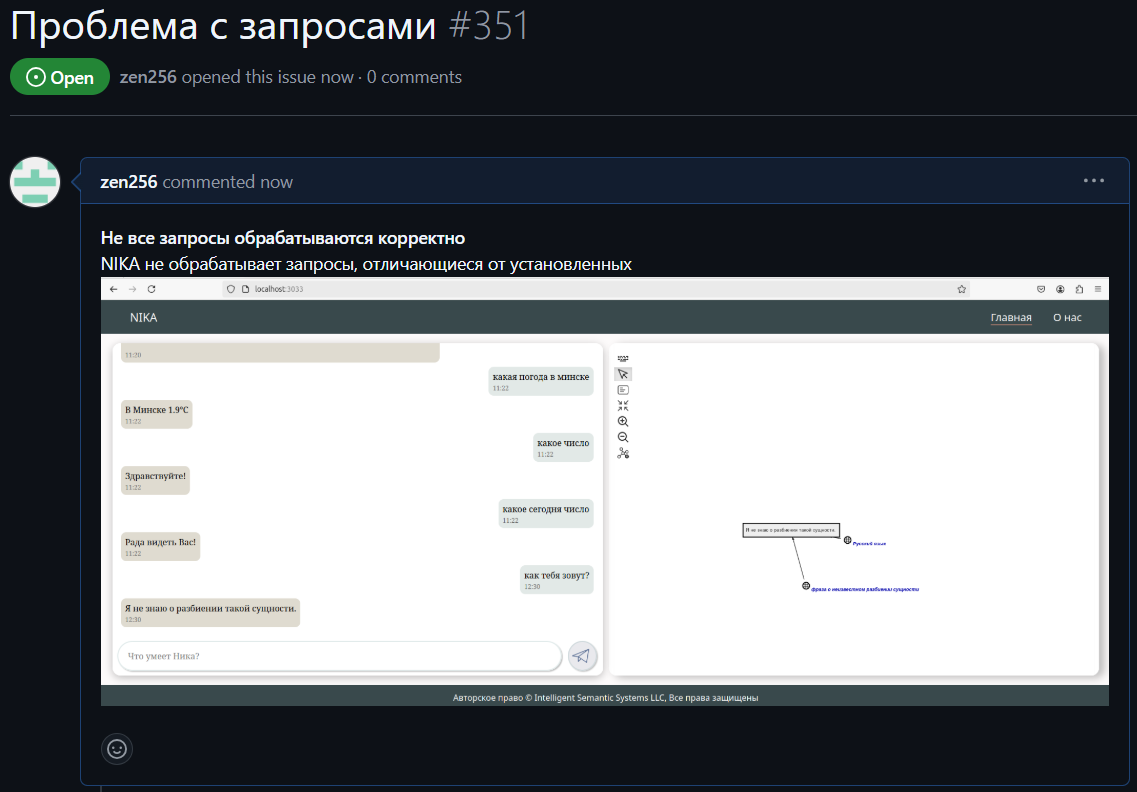 Проблема с запросами #351
Open zen256 opened this issue now · 0 comments
zen256 commented now
Не все запросы обрабатываются корректно
NIKA не обрабатывает запросы, отличающиеся от установленных
localhost:3033
NIKA Главная О нас
11:20
какая погода в минске
11:22
В Минске 1.9°C
11:22
какое число
11:22
Здравствуйте!
11:22
какое сегодня число
11:22
Рада видеть Вас!
11:22
как тебя зовут?
12:30
Я не знаю о разбиении такой сущности.
12:30
Что умеет Ника?
Я не знаю о разбиении такой сущности.
Русский язык
фраза о неизвестном разбиении сущности
Авторское право © Intelligent Semantic Systems LLC, Все права защищены